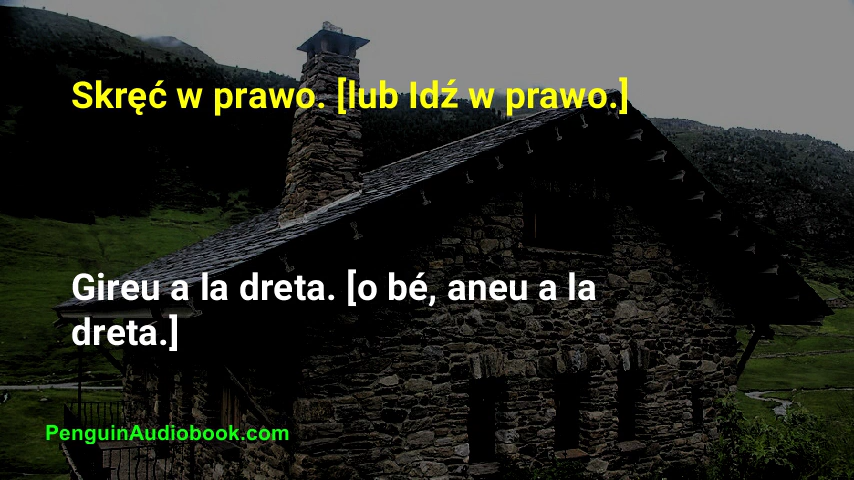 Skręć w prawo. [lub Idź w prawo.]
Gireu a la dreta. [o bé, aneu a la
dreta.]
PenguinAudiobook.com